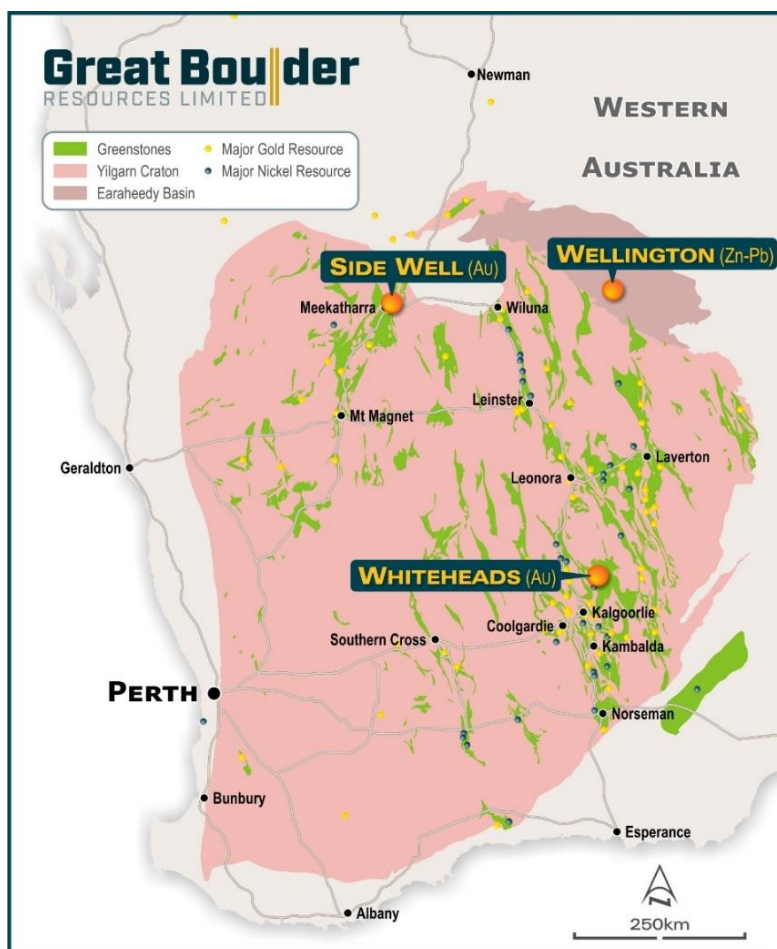 Great Boulder
RESOURCES LIMITED
Newman
WESTERN
AUSTRALIA
Greenstones
Major Gold Resource
Yilgarn Craton
Major Nickel Resource
Earaheedy Basin
SIDE WELL (Au)
WELLINGTON (Zn-Pb)
Meekatharra
Wiluna
Leinster
Mt Magnet
Geraldton
Laverton
Leonora
WHITEHEADS (Au)
Kalgoorlie
Coolgardie
Southern Cross
Kambalda
PERTH
Norseman
Bunbury
Esperance
Albany
N
250km